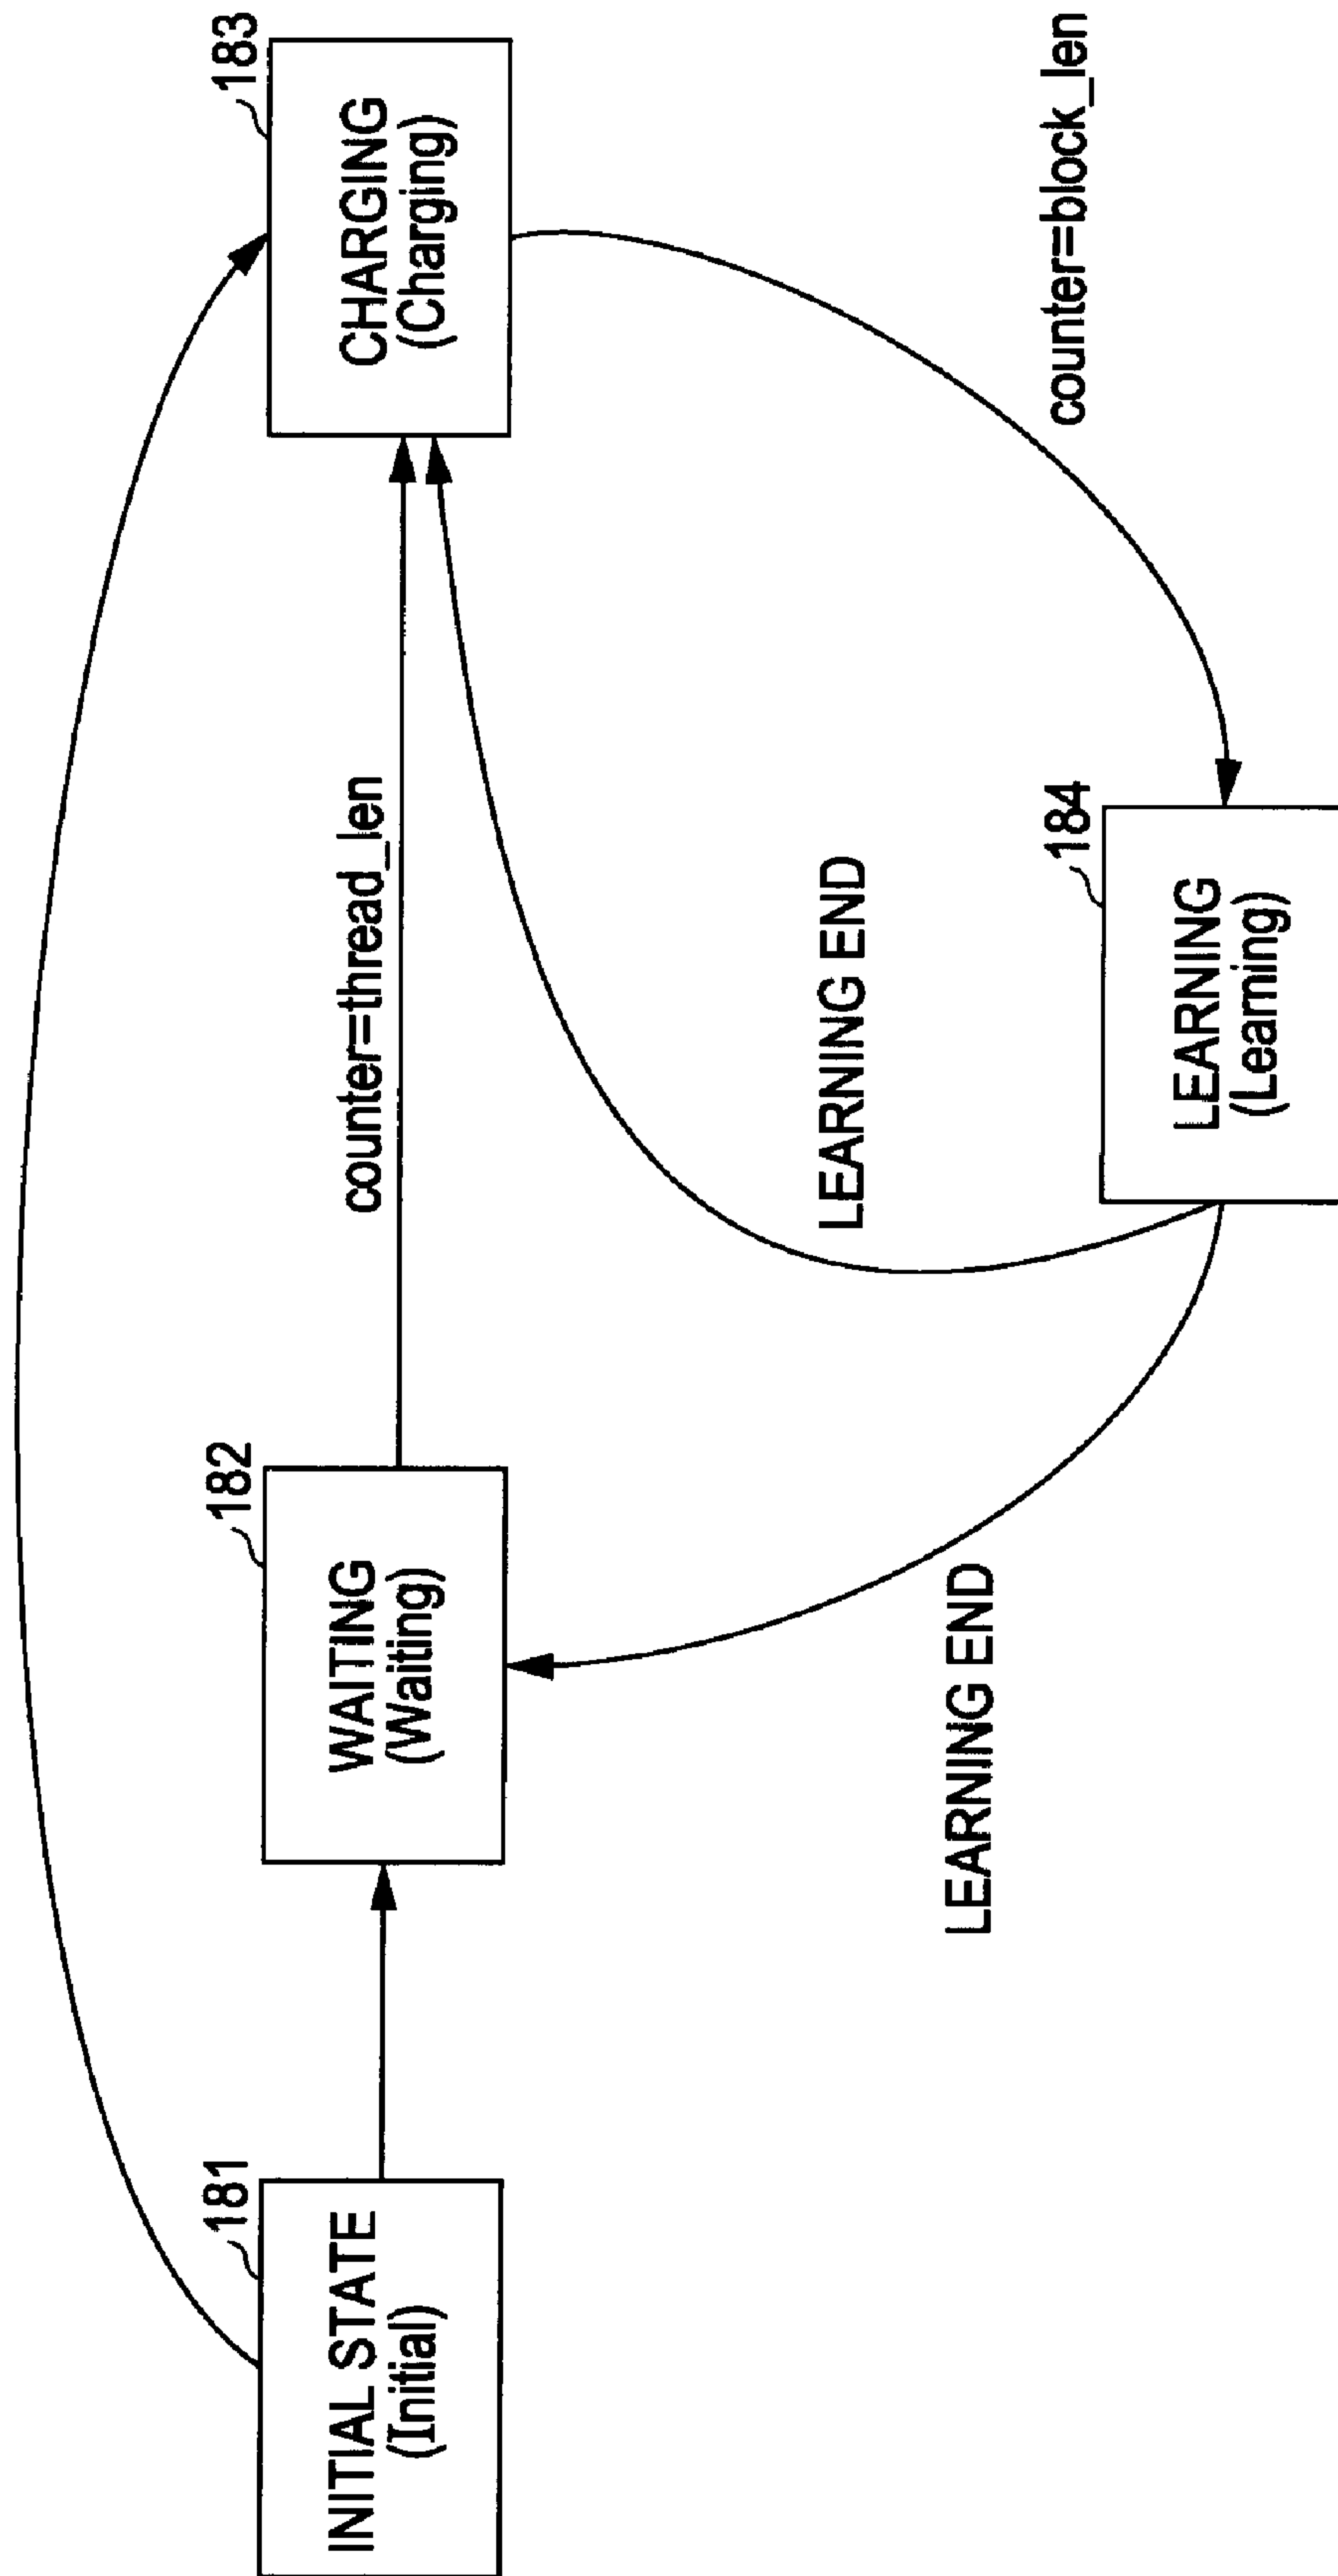 181
INITIAL STATE
(Initial)
182
WAITING
(Waiting)
counter=thread_len
183
CHARGING
(Charging)
LEARNING END
LEARNING END
184
LEARNING
(Learning)
counter=block_len